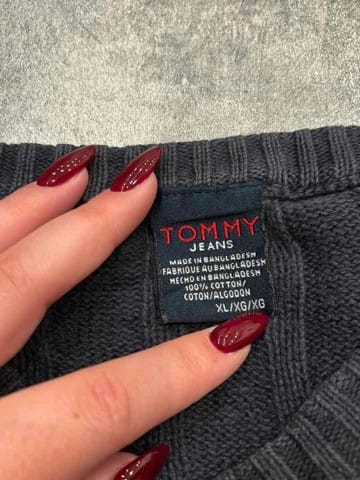 TOMMY
JEANS
MADE IN BANGLADESH
FABRIQUE AU BANGLADESH
HECHO EN BANGLADESH
100% COTTON/
COTON/ALGODON
XL/XG/XG